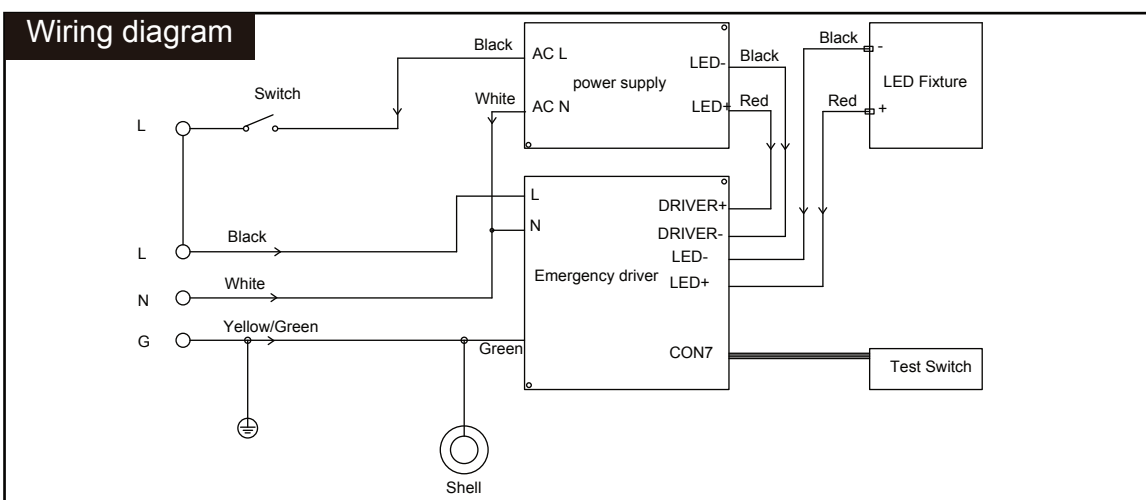 Wiring diagram
Black
AC L
LED-
Black
Black
-
power supply
LED Fixture
Switch
White
AC N
LED+
Red
Red
+
L
L
DRIVER+
N
DRIVER-
Black
LED-
L
White
Emergency driver
LED+
N
Yellow/Green
G
Green
CON7
Test Switch
Shell